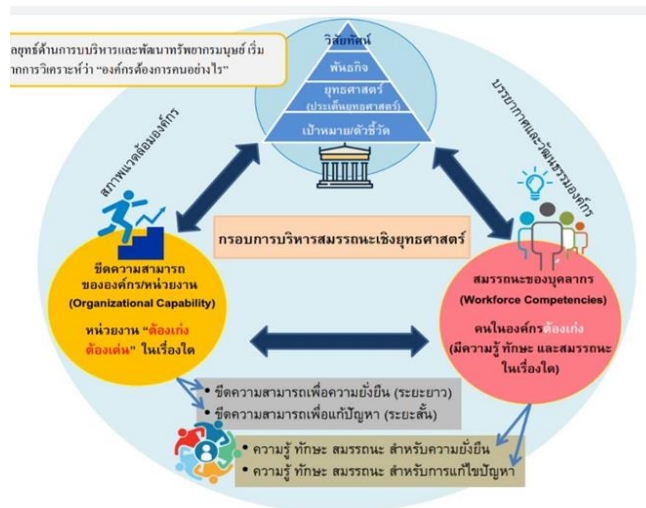 ลยุทธ์ด้านการบบริหารและพัฒนาทรัพยากรมนุษย์ เริ่ม
ากการวิเคราะห์ว่า “องค์กรต้องการคนอย่างไร”
วิสัยทัศน์
พันธกิจ
ยุทธศาสตร์
(ประเด็นยุทธศาสตร์)
เป้าหมาย/ตัวชี้วัด
สภาพแวดล้อมองค์กร
บรรยากาศและวัฒนธรรมองค์กร
กรอบการบริหารสมรรถนะเชิงยุทธศาสตร์
ขีดความสามารถ
ขององค์กร/หน่วยงาน
(Organizational Capability)
หน่วยงาน “ต้องเก่ง
ต้องเด่น” ในเรื่องใด
สมรรถนะของบุคลากร
(Workforce Competencies)
คนในองค์กรต้องเก่ง
(มีความรู้ ทักษะ และสมรรถนะ
ในเรื่องใด)
• ขีดความสามารถเพื่อความยั่งยืน (ระยะยาว)
• ขีดความสามารถเพื่อแก้ปัญหา (ระยะสั้น)
• ความรู้ ทักษะ สมรรถนะ สำหรับความยั่งยืน
• ความรู้ ทักษะ สมรรถนะ สำหรับการแก้ไขปัญหา